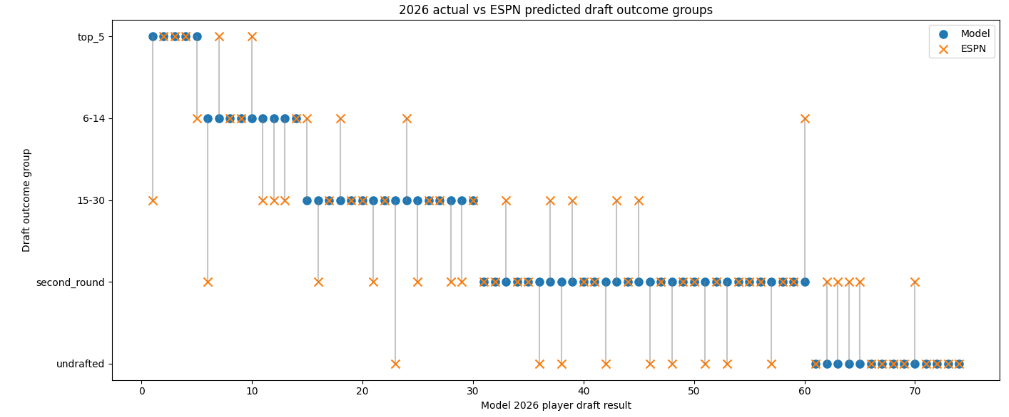 2026 actual vs ESPN predicted draft outcome groups
top_5
6-14
15-30
second_round
undrafted
Draft outcome group
Model
ESPN
0 10 20 30 40 50 60 70
Model 2026 player draft result